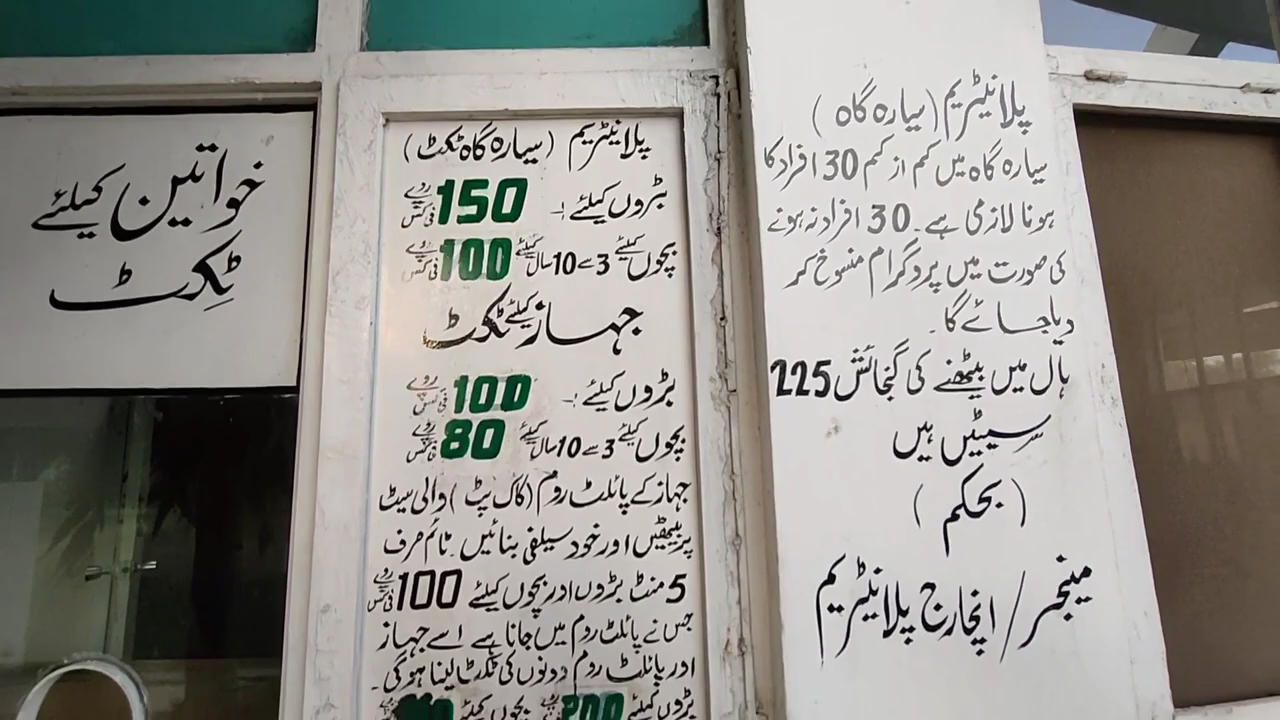 پلانیٹریم (سیارہ گاہ)
سیارہ گاہ میں کم از کم 30 افراد کا
ہونا لازمی ہے۔ 30 افراد نہ ہونے
کی صورت میں پروگرام منسوخ کر
دیا جائے گا۔
ہال میں بیٹھنے کی گنجائش 225
سیٹیں ہیں
(بحکم)
مینجر/انچارج پلانیٹریم
پلانیٹریم (سیارہ گاہ ٹکٹ)
بڑوں کیلئے :- 150 روپے فی کس
بچوں کیلئے 3 سے 10 سال کیلئے 100 روپے فی کس
جہاز کیلئے ٹکٹ
بڑوں کیلئے :- 100 روپے فی کس
بچوں کیلئے 3 سے 10 سال کیلئے 80 روپے فی کس
جہاز کے پائلٹ روم (کاک پٹ) والی سیٹ
پر بیٹھیں اور خود سیلفی بنائیں۔ ٹائم صرف
5 منٹ بڑوں اور بچوں کیلئے 100 روپے فی کس
جس نے پائلٹ روم میں جانا ہے اسے جہاز
اور پائلٹ روم دونوں کی ٹکٹ لینا ہوگی۔
بڑوں کیلئے 200 روپے بچوں کیلئے
خواتین کیلئے
ٹکٹ